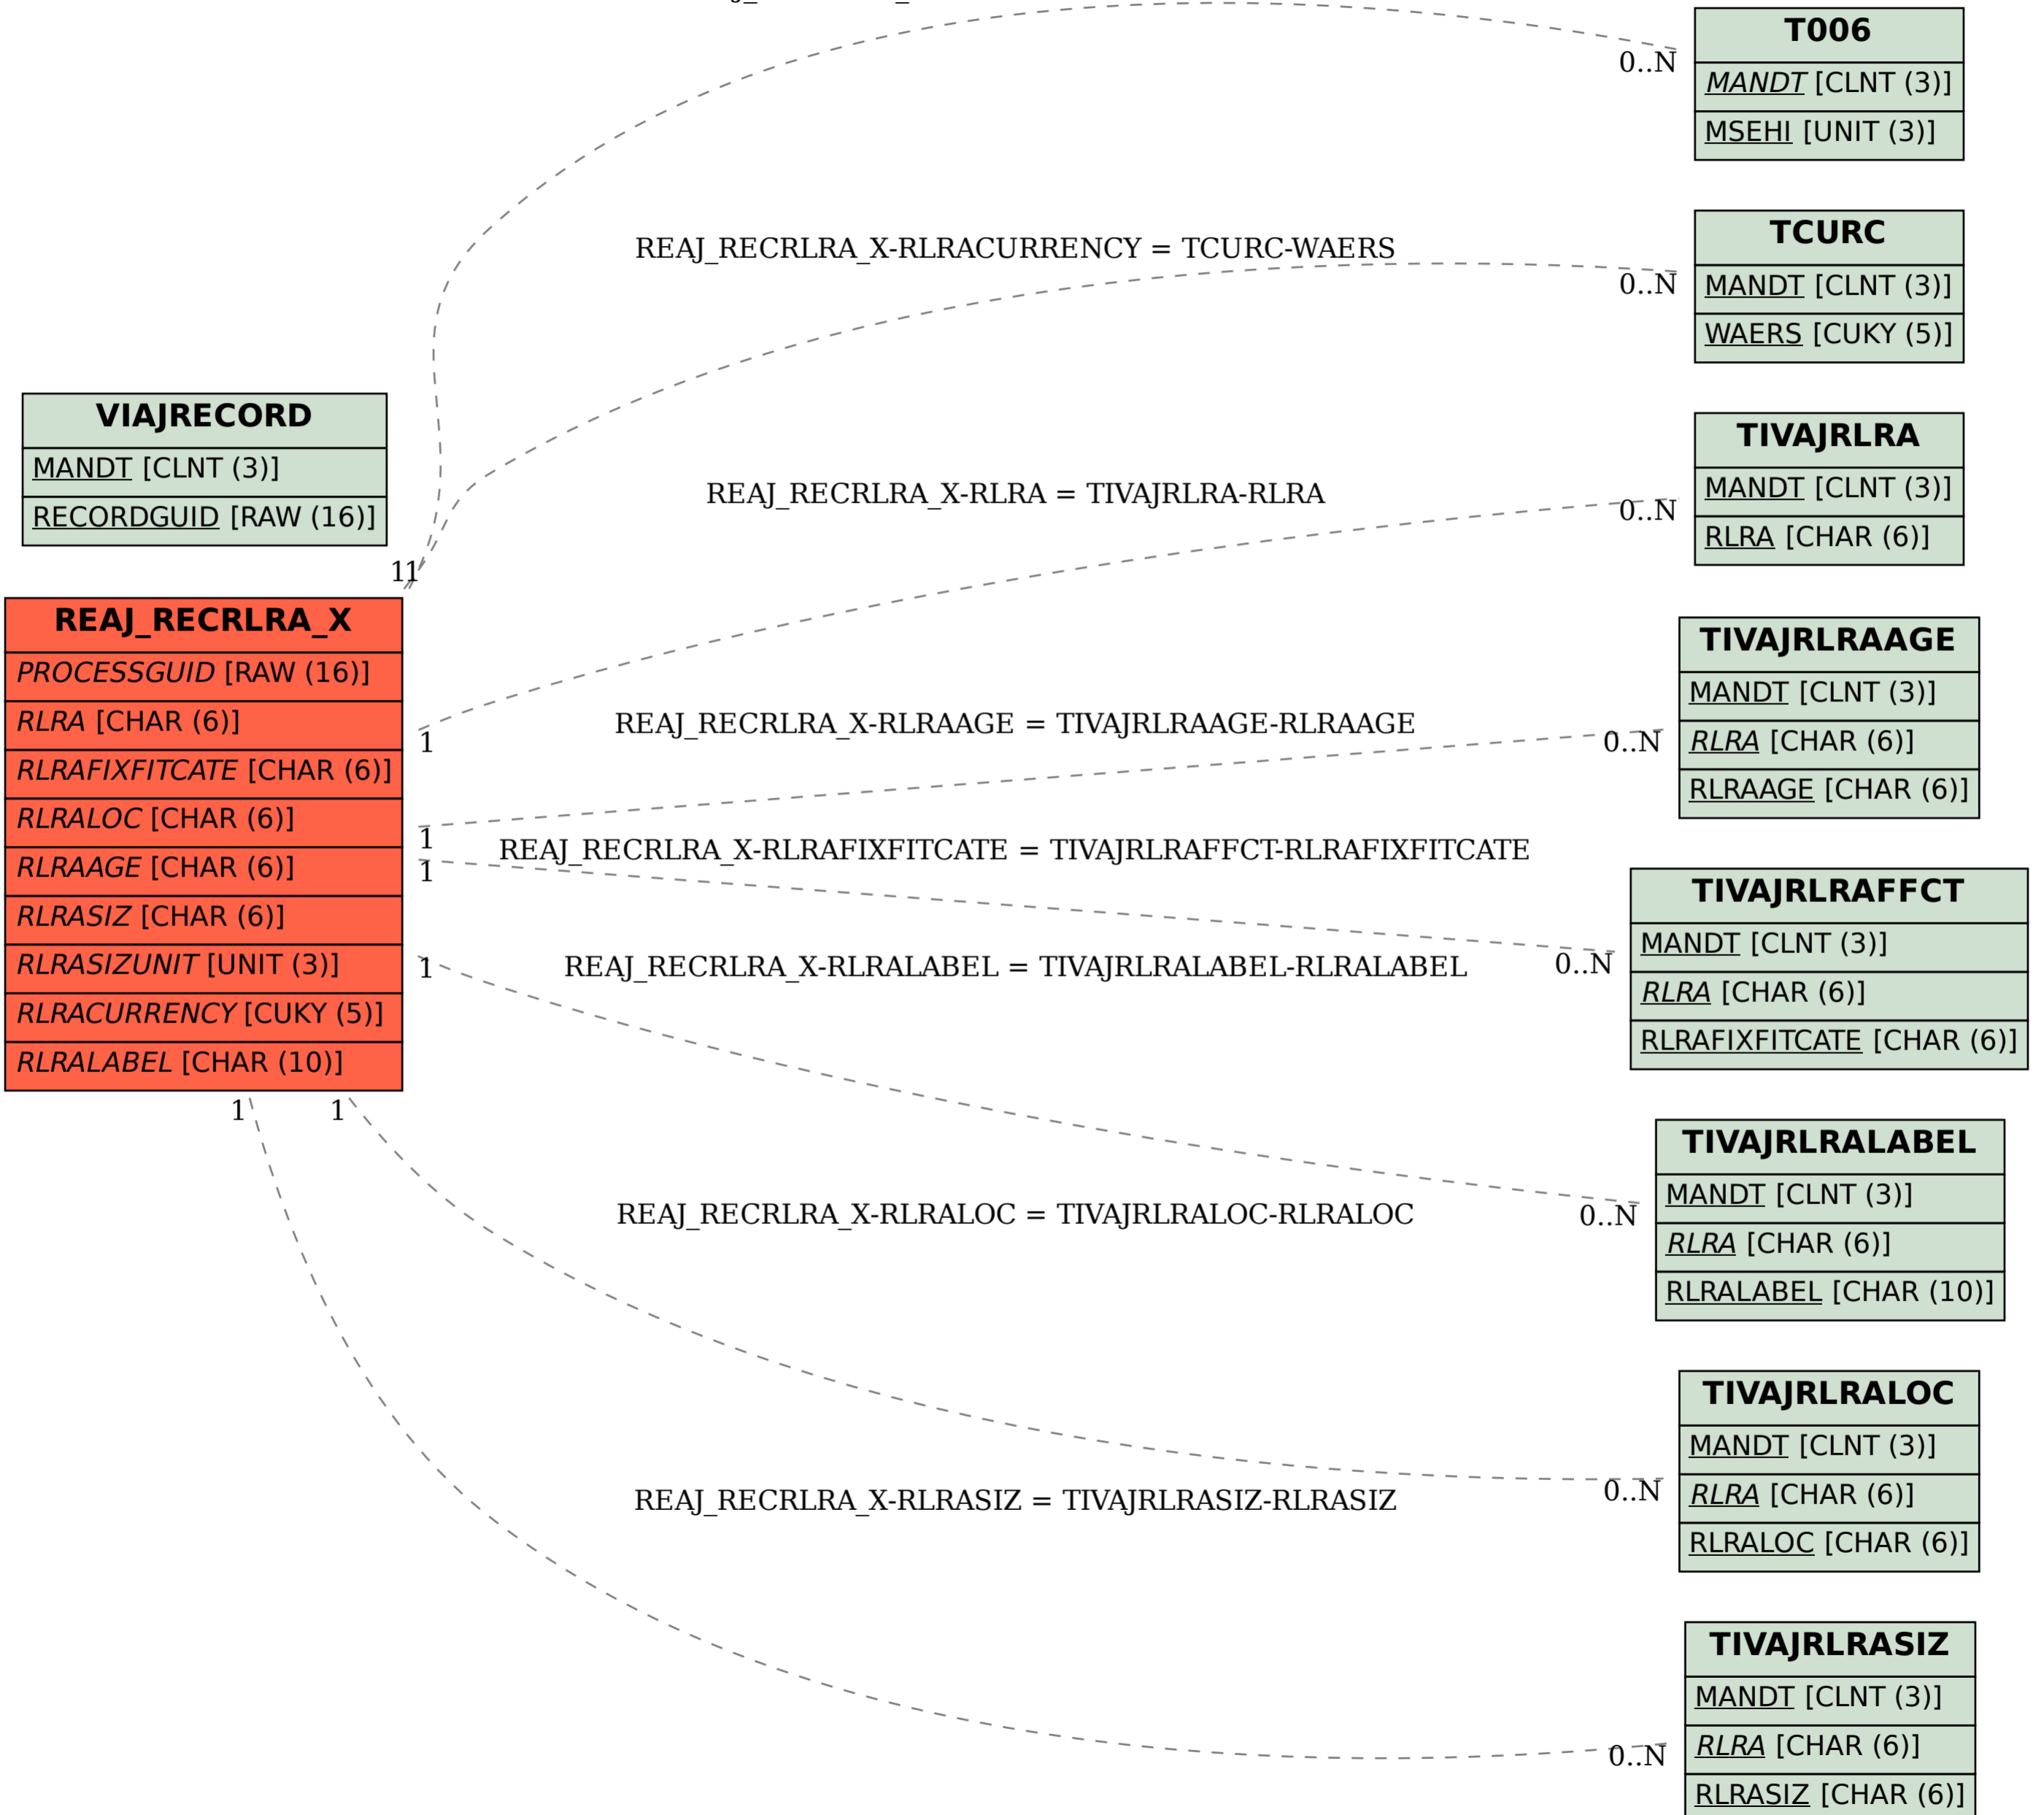 T006
MANDT [CLNT (3)]
MSEHI [UNIT (3)]
0..N
REAJ_RECRLRA_X-RLRACURRENCY = TCURC-WAERS
0..N
TCURC
MANDT [CLNT (3)]
WAERS [CUKY (5)]
VIAJRECORD
MANDT [CLNT (3)]
RECORDGUID [RAW (16)]
REAJ_RECRLRA_X-RLRA = TIVAJRLRA-RLRA
0..N
TIVAJRLRA
MANDT [CLNT (3)]
RLRA [CHAR (6)]
11
REAJ_RECRLRA_X
PROCESSGUID [RAW (16)]
RLRA [CHAR (6)]
RLRAFIXFITCATE [CHAR (6)]
RLRALOC [CHAR (6)]
RLRAAGE [CHAR (6)]
RLRASIZ [CHAR (6)]
RLRASIZUNIT [UNIT (3)]
RLRACURRENCY [CUKY (5)]
RLRALABEL [CHAR (10)]
1
REAJ_RECRLRA_X-RLRAAGE = TIVAJRLRAAGE-RLRAAGE
0..N
TIVAJRLRAAGE
MANDT [CLNT (3)]
RLRA [CHAR (6)]
RLRAAGE [CHAR (6)]
1
REAJ_RECRLRA_X-RLRAFIXFITCATE = TIVAJRLRAFFCT-RLRAFIXFITCATE
1
0..N
TIVAJRLRAFFCT
MANDT [CLNT (3)]
RLRA [CHAR (6)]
RLRAFIXFITCATE [CHAR (6)]
1
REAJ_RECRLRA_X-RLRALABEL = TIVAJRLRALABEL-RLRALABEL
0..N
TIVAJRLRALABEL
MANDT [CLNT (3)]
RLRA [CHAR (6)]
RLRALABEL [CHAR (10)]
1
1
REAJ_RECRLRA_X-RLRALOC = TIVAJRLRALOC-RLRALOC
0..N
TIVAJRLRALOC
MANDT [CLNT (3)]
RLRA [CHAR (6)]
RLRALOC [CHAR (6)]
REAJ_RECRLRA_X-RLRASIZ = TIVAJRLRASIZ-RLRASIZ
0..N
TIVAJRLRASIZ
MANDT [CLNT (3)]
RLRA [CHAR (6)]
RLRASIZ [CHAR (6)]